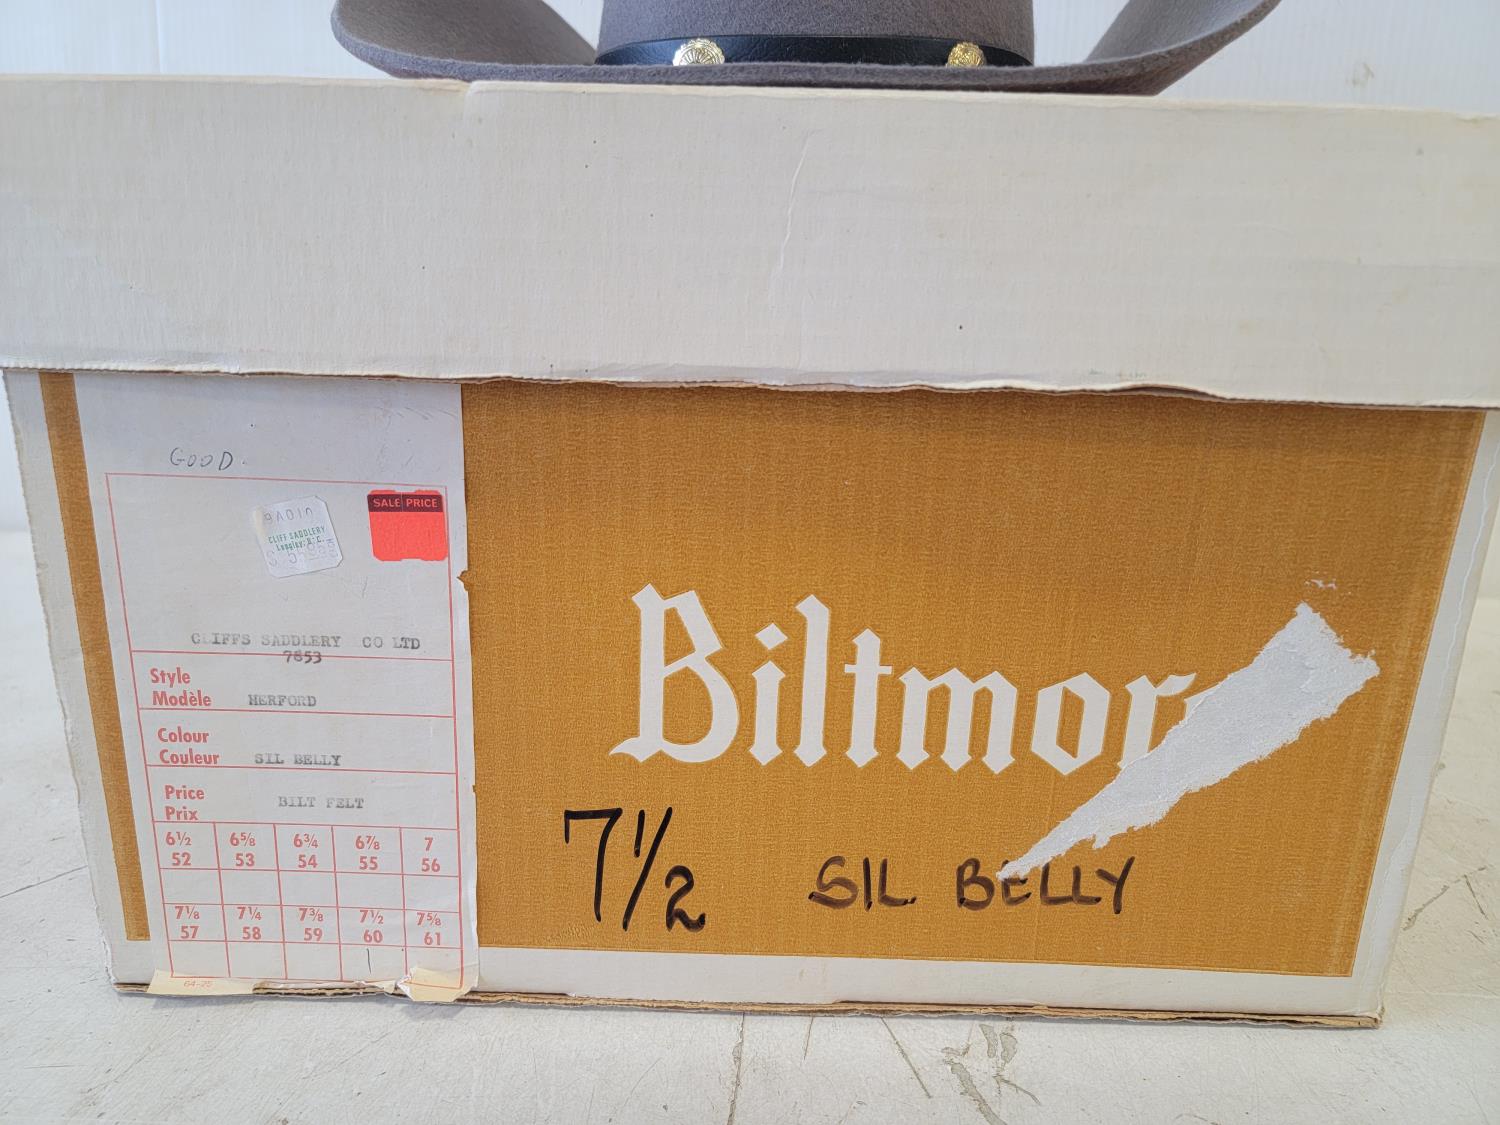 GOOD.
SALE PRICE
9A010
CLIFF SADDLERY
Langley, B.C.
CLIFFS SADDLERY CO LTD
7853
Style
Modèle HERFORD
Colour
Couleur SIL BELLY
Price
Prix BILT FELT
6½ 6⅝ 6¾ 6⅞ 7
52 53 54 55 56
7⅛ 7¼ 7⅜ 7½ 7⅝
57 58 59 60 61
1
64-25
Biltmor
7½ SIL BELLY